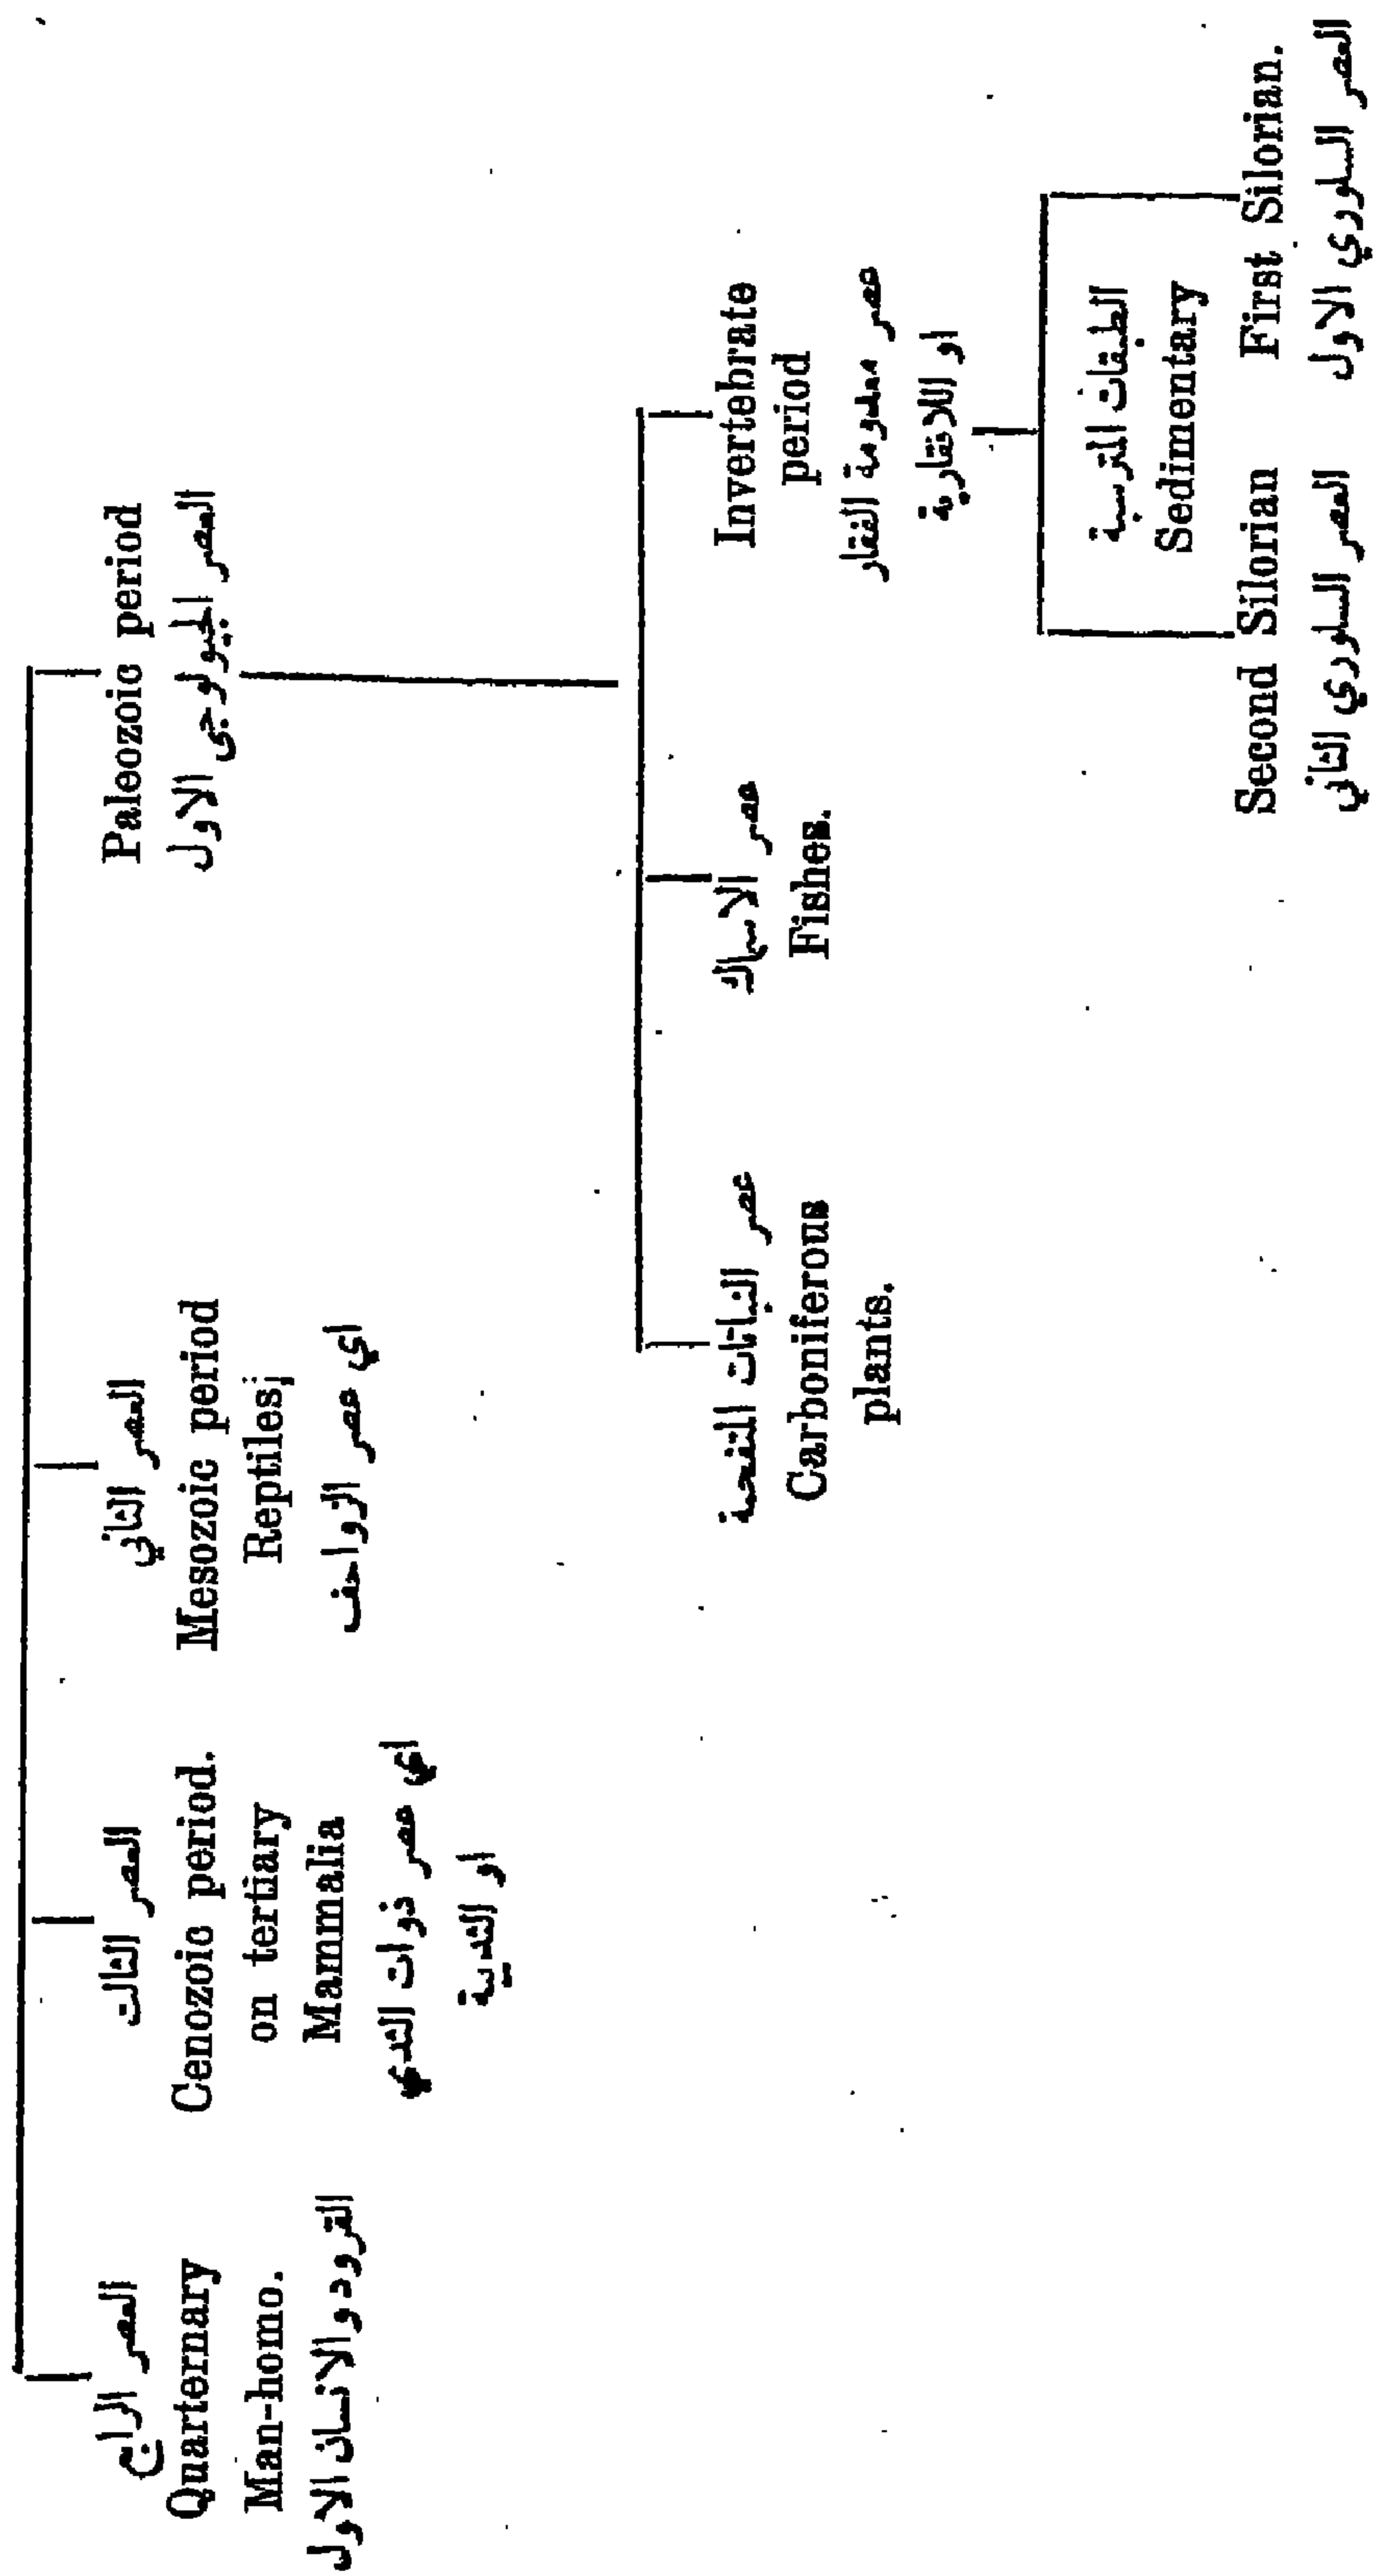 Paleozoic period
العصر الجيولوجى الاول
العصر الثاني
Mesozoic period
Reptiles;
اي عصر الزواحف
العصر الثالث
Cenozoic period.
on tertiary
Mammalia
اي عصر ذوات الثدي
او الثديية
العصر الرابع
Quarternary
Man-homo.
القرود والانسان الاول
Invertebrate
period
عصر معدومة الفقار
او اللافقارية
عصر الاسماك
Fishes.
عصر النباتات المتفحمة
Carboniferous
plants.
الطبقات المترسبة
Sedimentary
First Silorian.
العصر السلوري الاول
Second Silorian
العصر السلوري الثاني